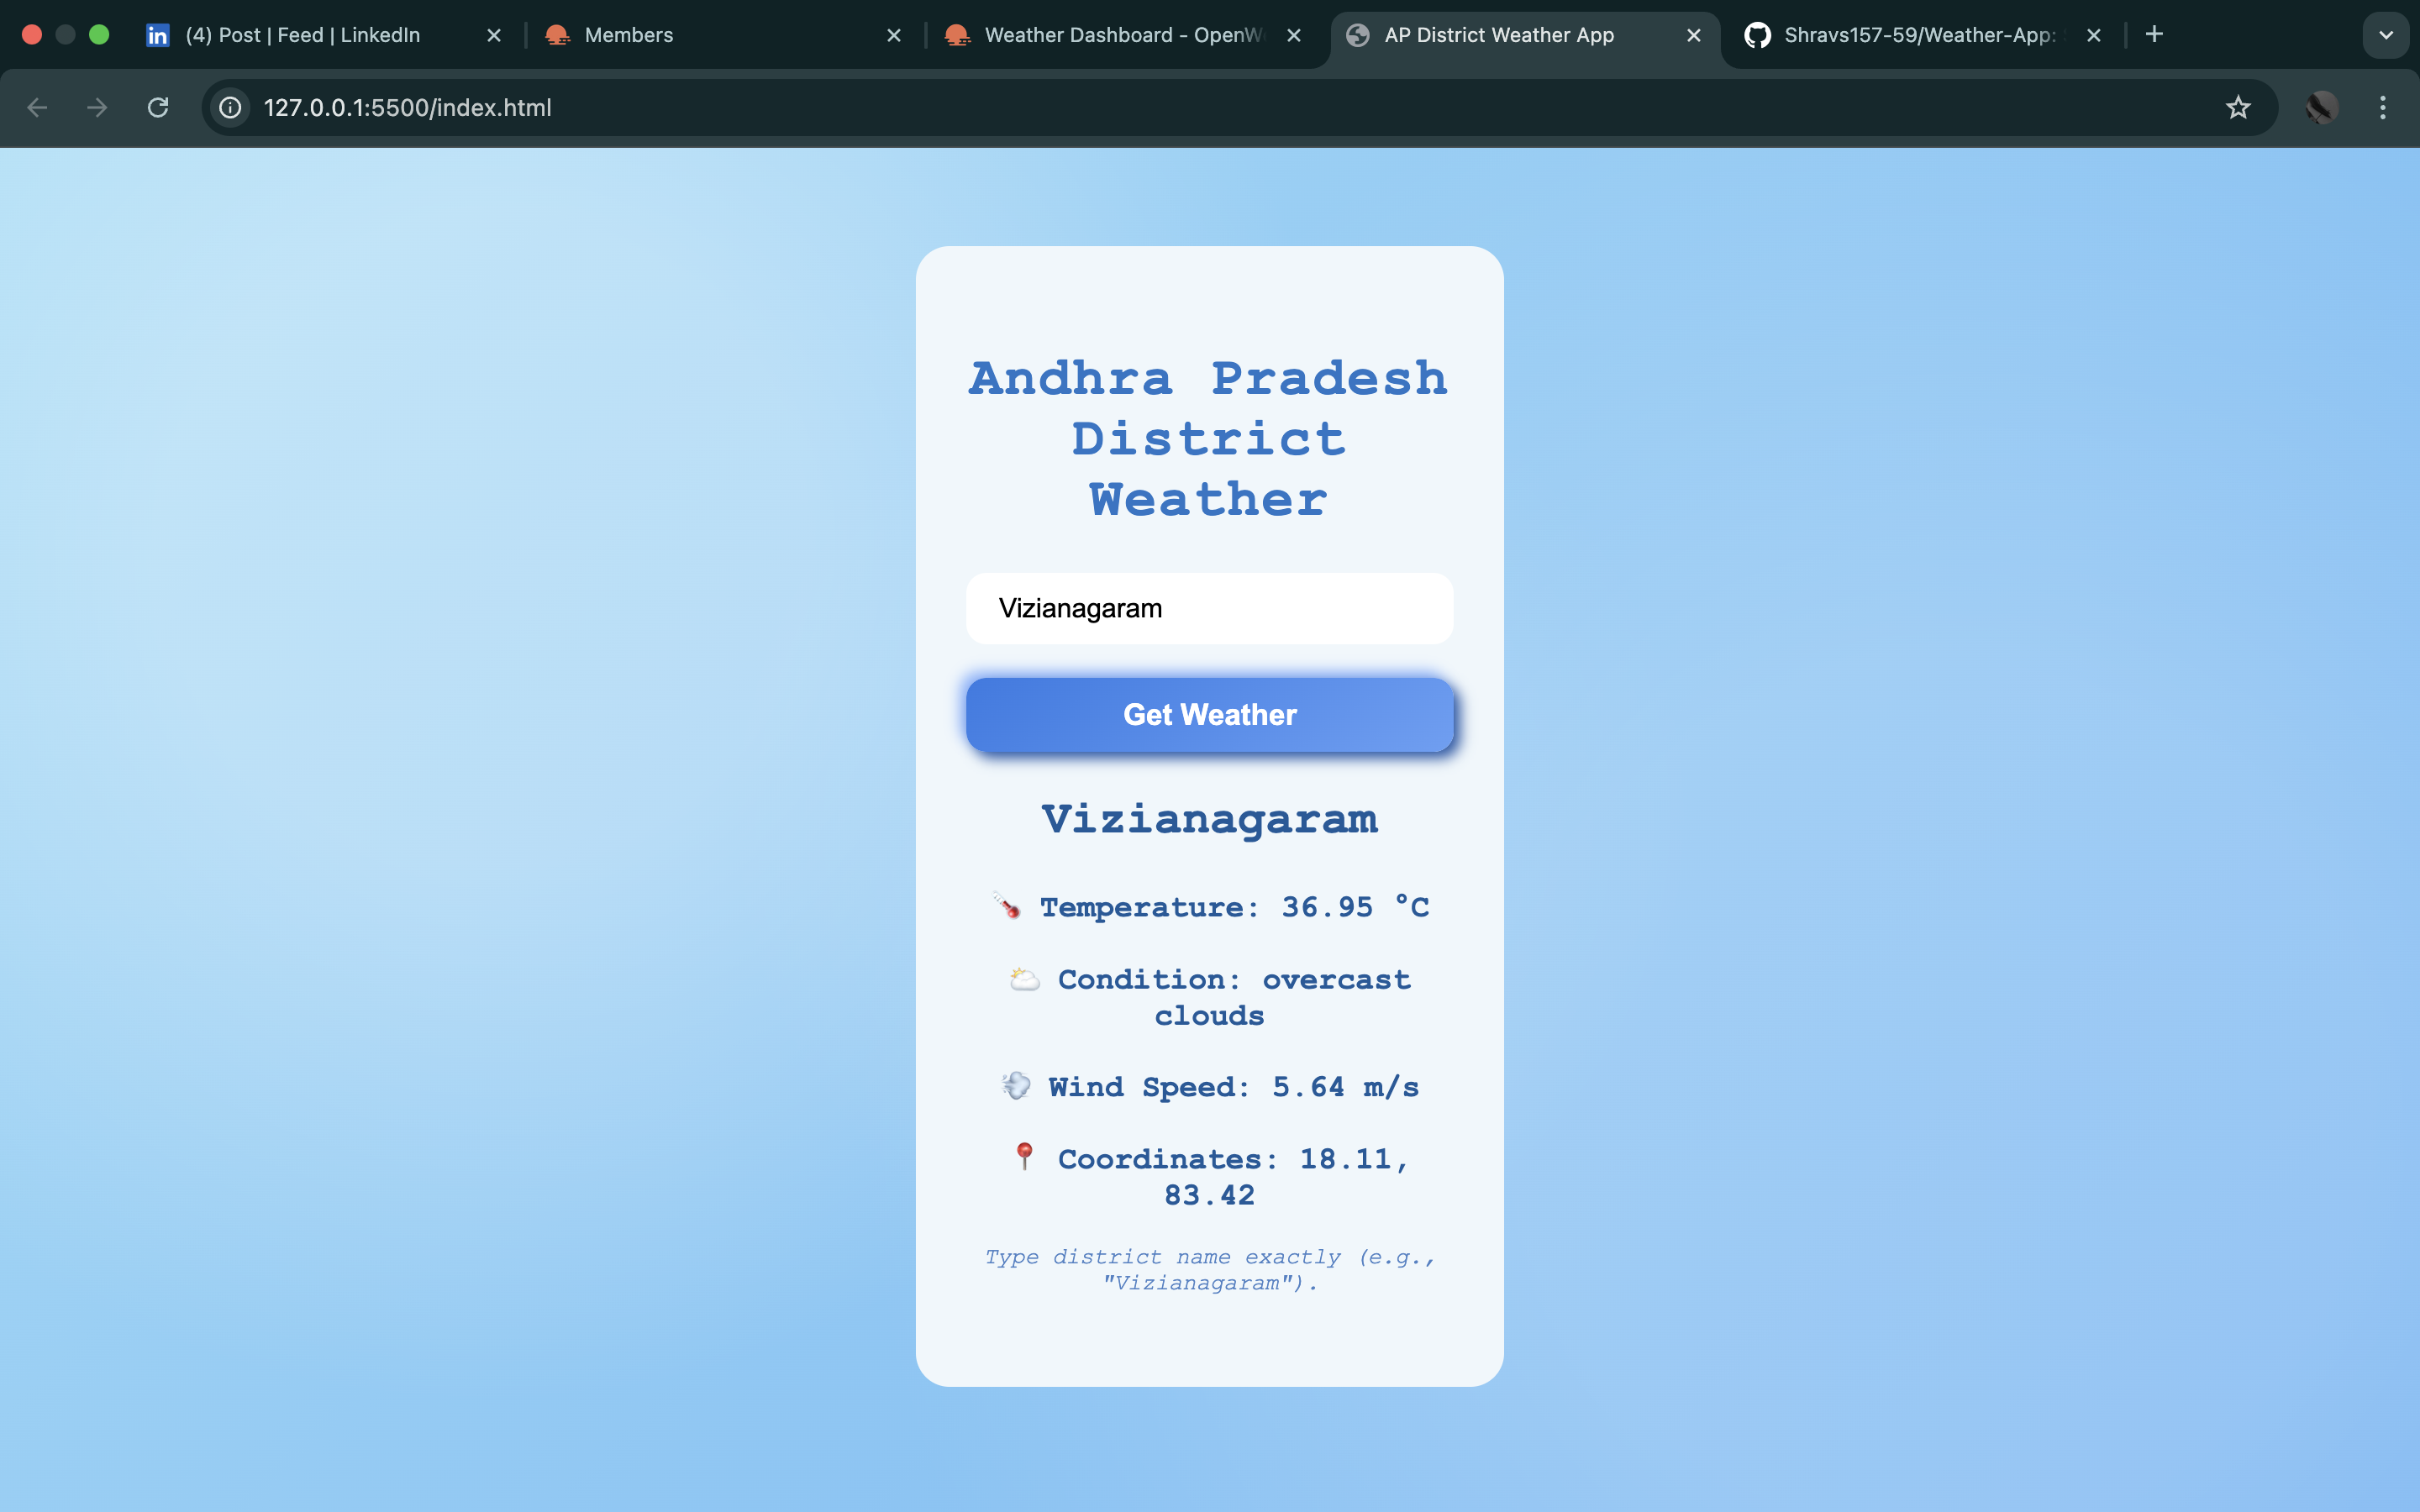 (4) Post | Feed | LinkedIn
Members
Weather Dashboard - OpenW
AP District Weather App
Shravs157-59/Weather-App:
127.0.0.1:5500/index.html
Andhra Pradesh
District
Weather
Vizianagaram
Get Weather
Vizianagaram
Temperature: 36.95 °C
Condition: overcast
clouds
Wind Speed: 5.64 m/s
Coordinates: 18.11,
83.42
Type district name exactly (e.g.,
"Vizianagaram").